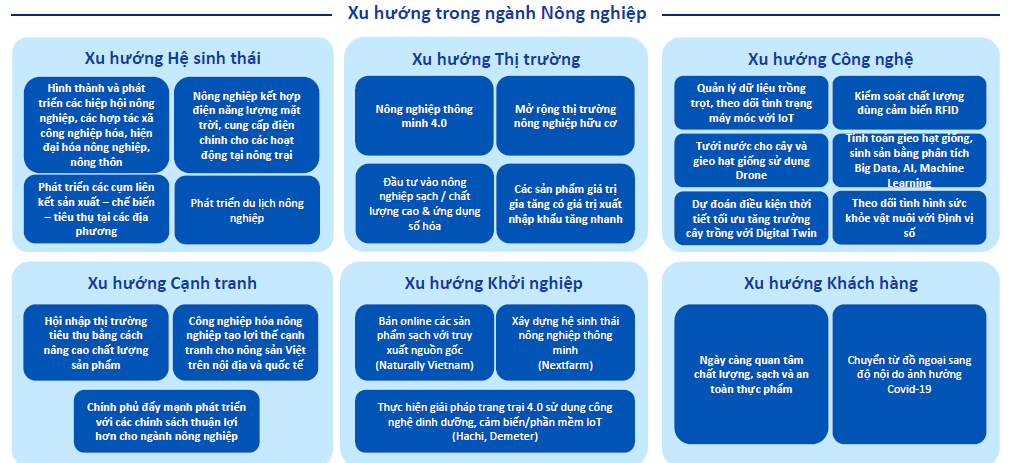 Xu hướng trong ngành Nông nghiệp
Xu hướng Hệ sinh thái
Hình thành và phát
triển các hiệp hội nông
nghiệp, các hợp tác xã
công nghiệp hóa, hiện
đại hóa nông nghiệp,
nông thôn
Nông nghiệp kết hợp
điện năng lượng mặt
trời, cung cấp điện
chính cho các hoạt
động tại nông trại
Phát triển các cụm liên
kết sản xuất – chế biến
– tiêu thụ tại các địa
phương
Phát triển du lịch nông
nghiệp
Xu hướng Thị trường
Nông nghiệp thông
minh 4.0
Mở rộng thị trường
nông nghiệp hữu cơ
Đầu tư vào nông
nghiệp sạch / chất
lượng cao & ứng dụng
số hóa
Các sản phẩm giá trị
gia tăng có giá trị xuất
nhập khẩu tăng nhanh
Xu hướng Công nghệ
Quản lý dữ liệu trồng
trọt, theo dõi tình trạng
máy móc với IoT
Kiểm soát chất lượng
dùng cảm biến RFID
Tưới nước cho cây và
gieo hạt giống sử dụng
Drone
Tính toán gieo hạt giống,
sinh sản bằng phân tích
Big Data, AI, Machine
Learning
Dự đoán điều kiện thời
tiết tối ưu tăng trưởng
cây trồng với Digital Twin
Theo dõi tình hình sức
khỏe vật nuôi với Định vị
số
Xu hướng Cạnh tranh
Hội nhập thị trường
tiêu thụ bằng cách
nâng cao chất lượng
sản phẩm
Công nghiệp hóa nông
nghiệp tạo lợi thế cạnh
tranh cho nông sản Việt
trên nội địa và quốc tế
Chính phủ đẩy mạnh phát triển
với các chính sách thuận lợi
hơn cho ngành nông nghiệp
Xu hướng Khởi nghiệp
Bán online các sản
phẩm sạch với truy
xuất nguồn gốc
(Naturally Vietnam)
Xây dựng hệ sinh thái
nông nghiệp thông
minh
(Nextfarm)
Thực hiện giải pháp trang trại 4.0 sử dụng công
nghệ dinh dưỡng, cảm biến/phần mềm IoT
(Hachi, Demeter)
Xu hướng Khách hàng
Ngày càng quan tâm
chất lượng, sạch và an
toàn thực phẩm
Chuyển từ đồ ngoại sang
độ nội do ảnh hưởng
Covid-19